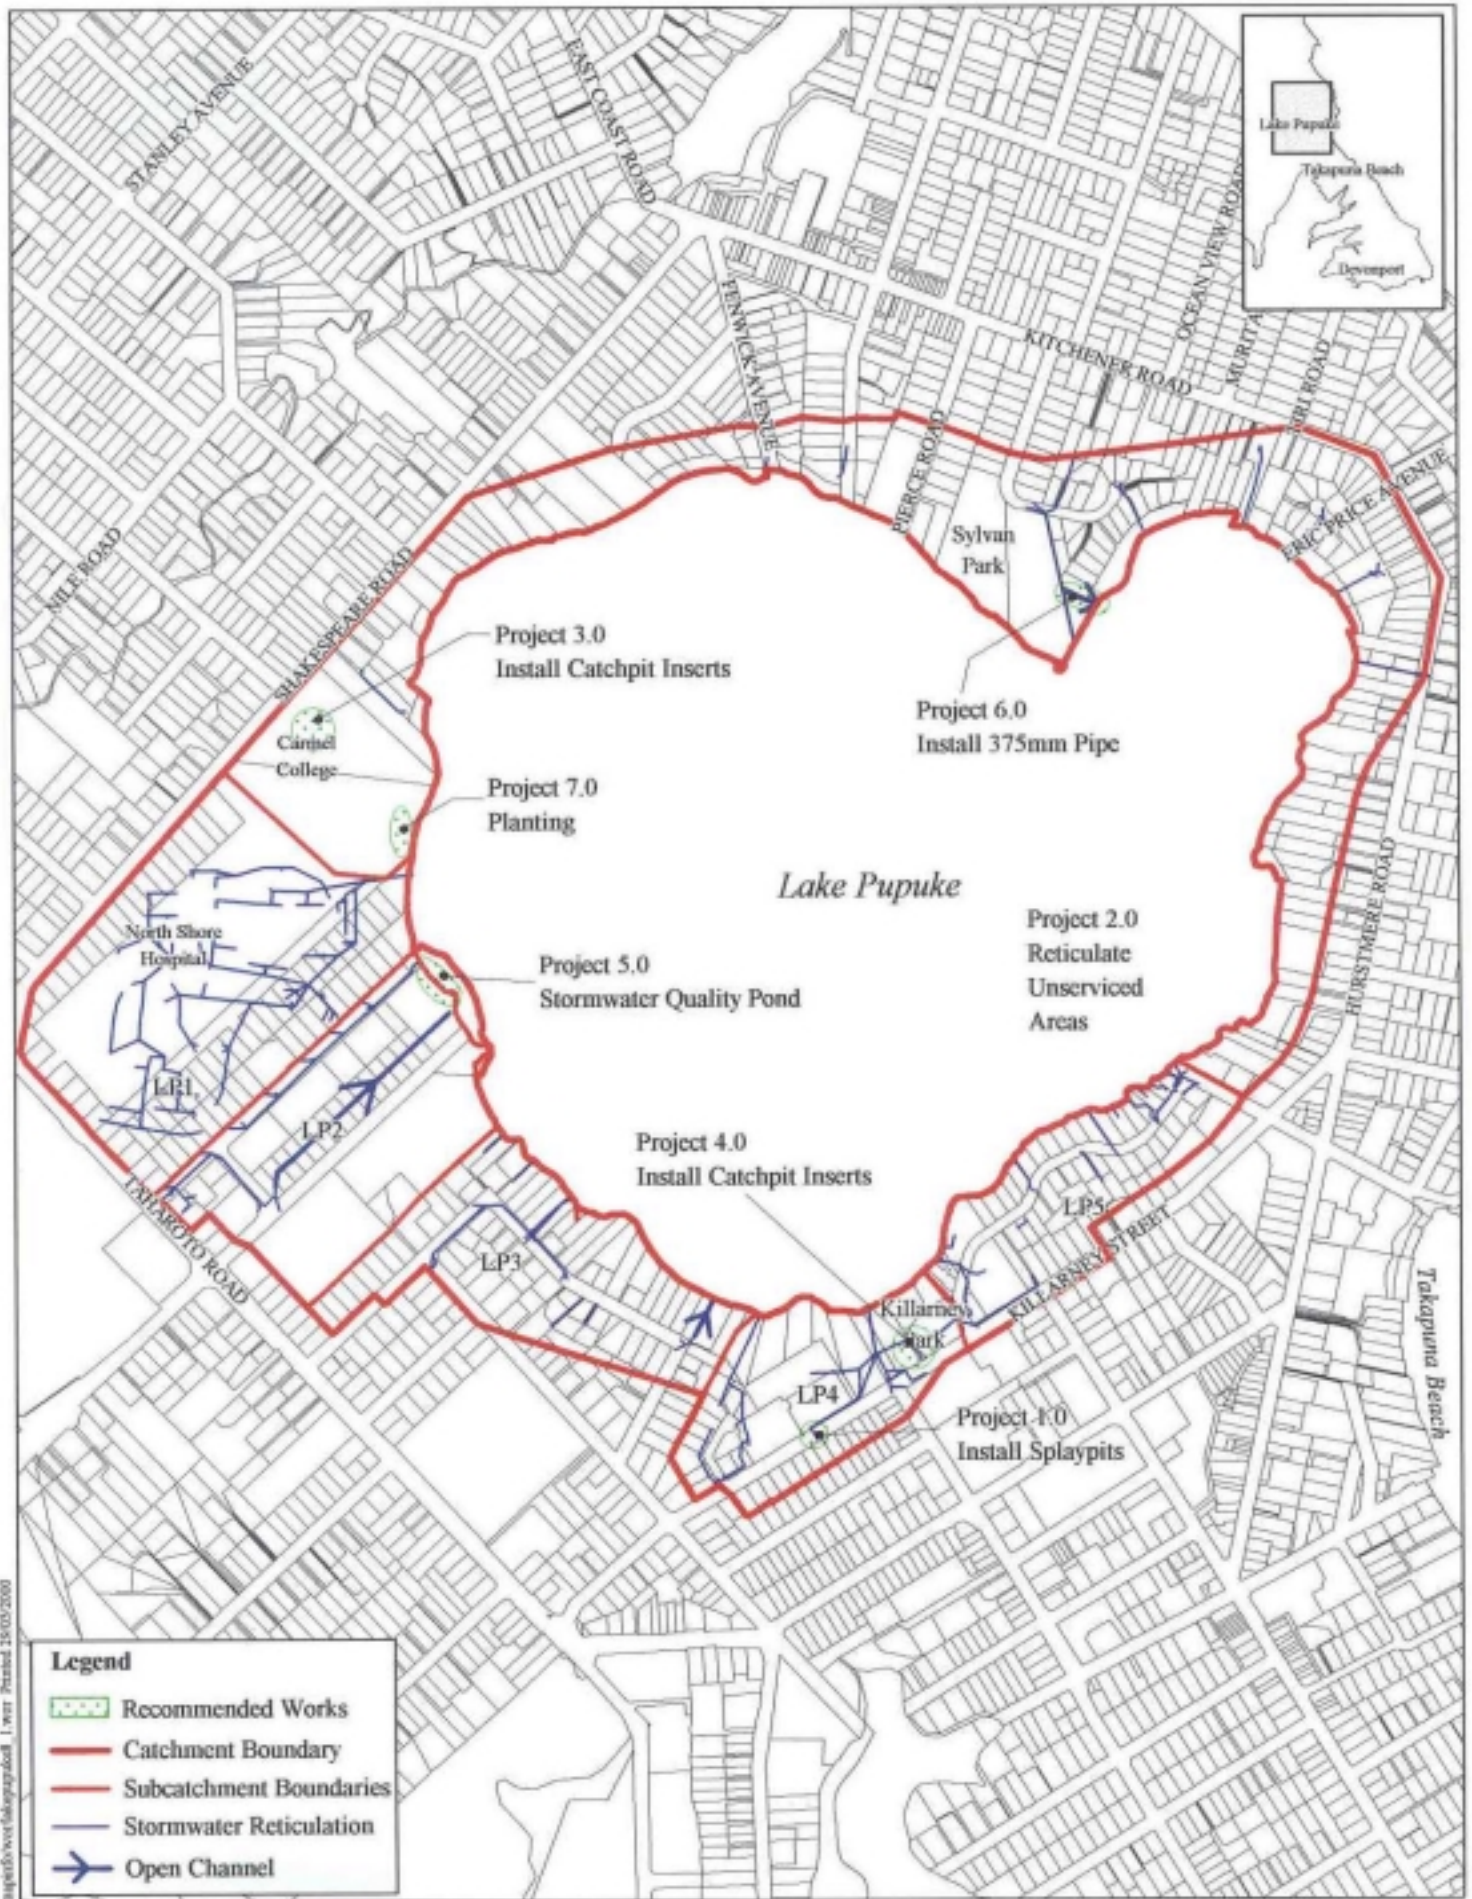 STANLEY AVENUE
EAST COAST ROAD
Lake Pupuke
Takapuna Beach
Devonport
OCEAN VIEW ROAD
FENWICK AVENUE
KITCHENER ROAD
PIERCE ROAD
ERIC PRICE AVENUE
Sylvan
Park
NILE ROAD
SHAKESPEARE ROAD
Project 3.0
Install Catchpit Inserts
Carmel
College
Project 6.0
Install 375mm Pipe
Project 7.0
Planting
Lake Pupuke
HURSTMERE ROAD
Project 2.0
Reticulate
Unserviced
Areas
North Shore
Hospital
Project 5.0
Stormwater Quality Pond
LP1
LP2
Project 4.0
Install Catchpit Inserts
TAHAROTO ROAD
LP3
LP5
KILLARNEY STREET
Killarney
Park
LP4
Project 1.0
Install Splaypits
Takapuna Beach
Legend
Recommended Works
Catchment Boundary
Subcatchment Boundaries
Stormwater Reticulation
Open Channel